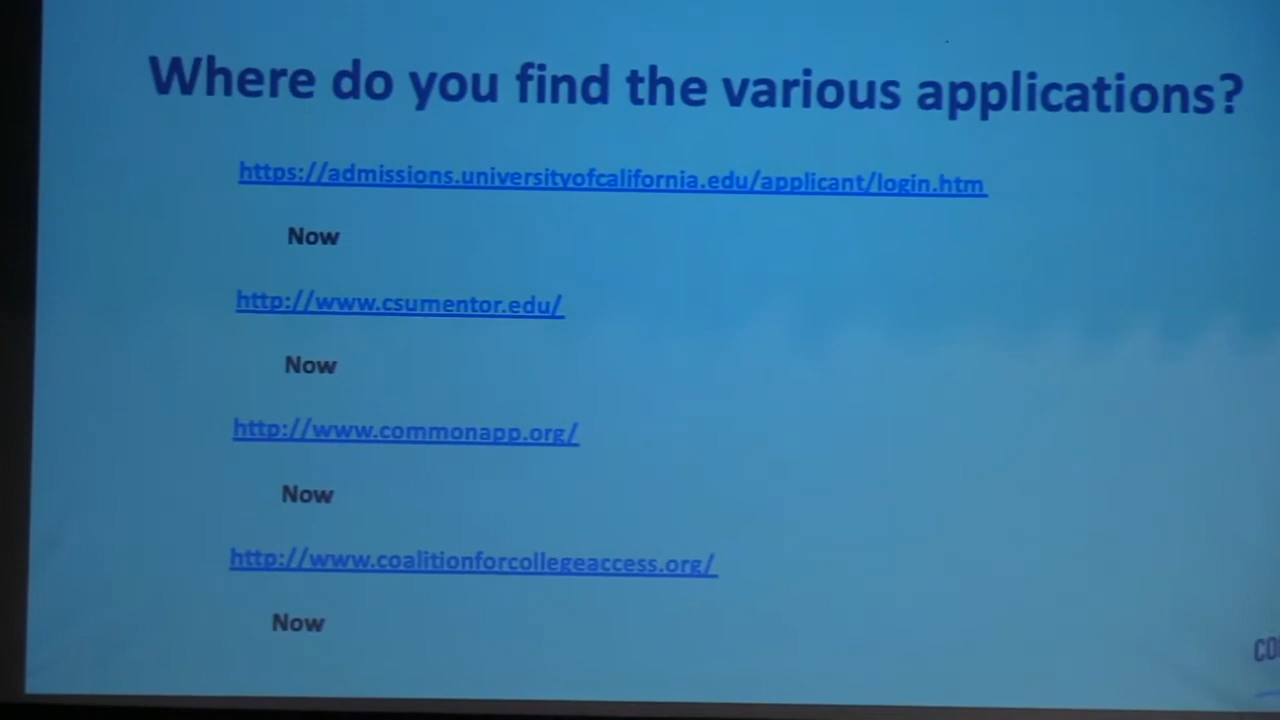 Where do you find the various applications?
https://admissions.universityofcalifornia.edu/applicant/login.htm
Now
http://www.csumentor.edu/
Now
http://www.commonapp.org/
Now
http://www.coalitionforcollegeaccess.org/
Now